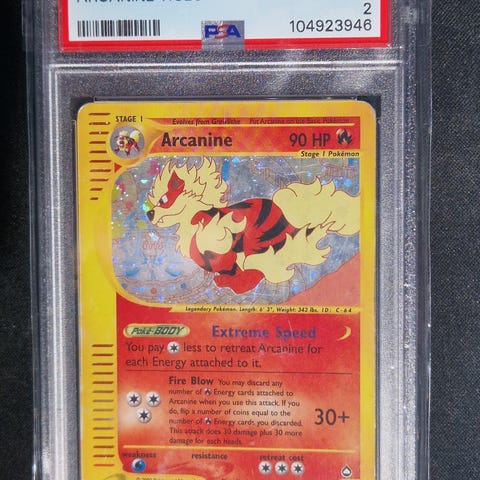 2
PSA
104923946
STAGE 1
Evolves from Growlithe Put Arcanine on the Basic Pokémon
Arcanine 90 HP
Stage 1 Pokémon
Legendary Pokémon. Length: 6' 3", Weight: 342 lbs. ID: C-64
Poké-BODY Extreme Speed
You pay less to retreat Arcanine for
each Energy attached to it.
Fire Blow You may discard any
number of Energy cards attached to
Arcanine when you use this attack. If you
do, flip a number of coins equal to the
number of Energy cards you discarded.
This attack does 30 damage plus 30 more
damage for each heads.
30+
weakness resistance retreat cost